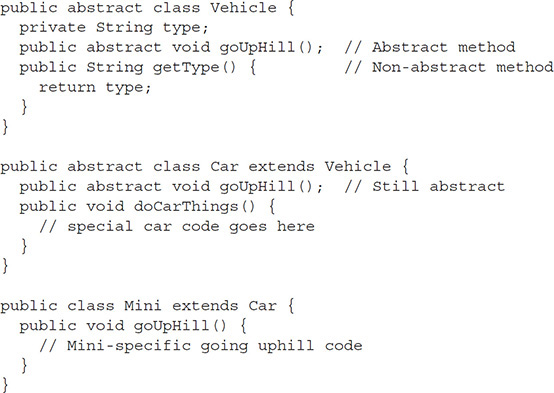 public abstract class Vehicle {
  private String type;
  public abstract void goUpHill();  // Abstract method
  public String getType() {         // Non-abstract method
    return type;
  }
}

public abstract class Car extends Vehicle {
  public abstract void goUpHill();  // Still abstract
  public void doCarThings() {
    // special car code goes here
  }
}

public class Mini extends Car {
  public void goUpHill() {
    // Mini-specific going uphill code
  }
}